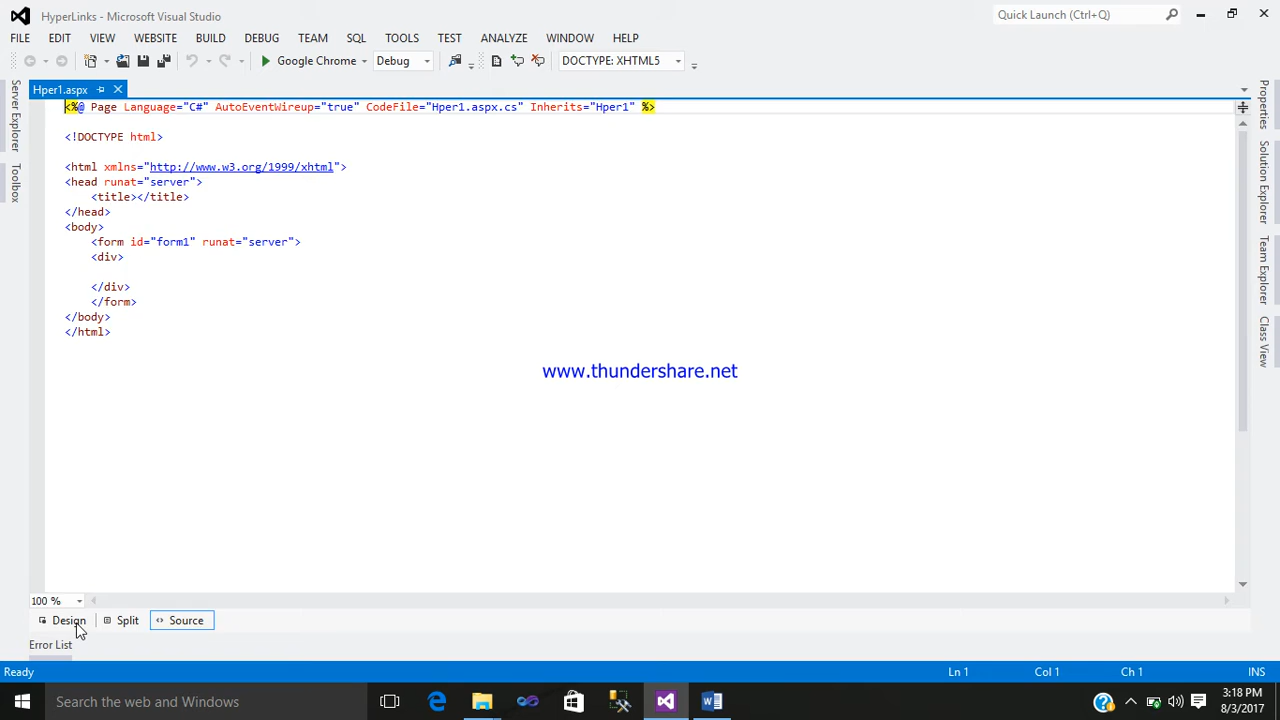 HyperLinks - Microsoft Visual Studio
Quick Launch (Ctrl+Q)
FILE EDIT VIEW WEBSITE BUILD DEBUG TEAM SQL TOOLS TEST ANALYZE WINDOW HELP
Google Chrome Debug DOCTYPE: XHTML5
Hper1.aspx
Server Explorer
Toolbox
Properties
Solution Explorer
Team Explorer
Class View
<%@ Page Language="C#" AutoEventWireup="true" CodeFile="Hper1.aspx.cs" Inherits="Hper1" %>
<!DOCTYPE html>
<html xmlns="http://www.w3.org/1999/xhtml">
<head runat="server">
<title></title>
</head>
<body>
<form id="form1" runat="server">
<div>
</div>
</form>
</body>
</html>
www.thundershare.net
100 %
Design Split Source
Error List
Ready Ln 1 Col 1 Ch 1 INS
Search the web and Windows
3:18 PM
8/3/2017